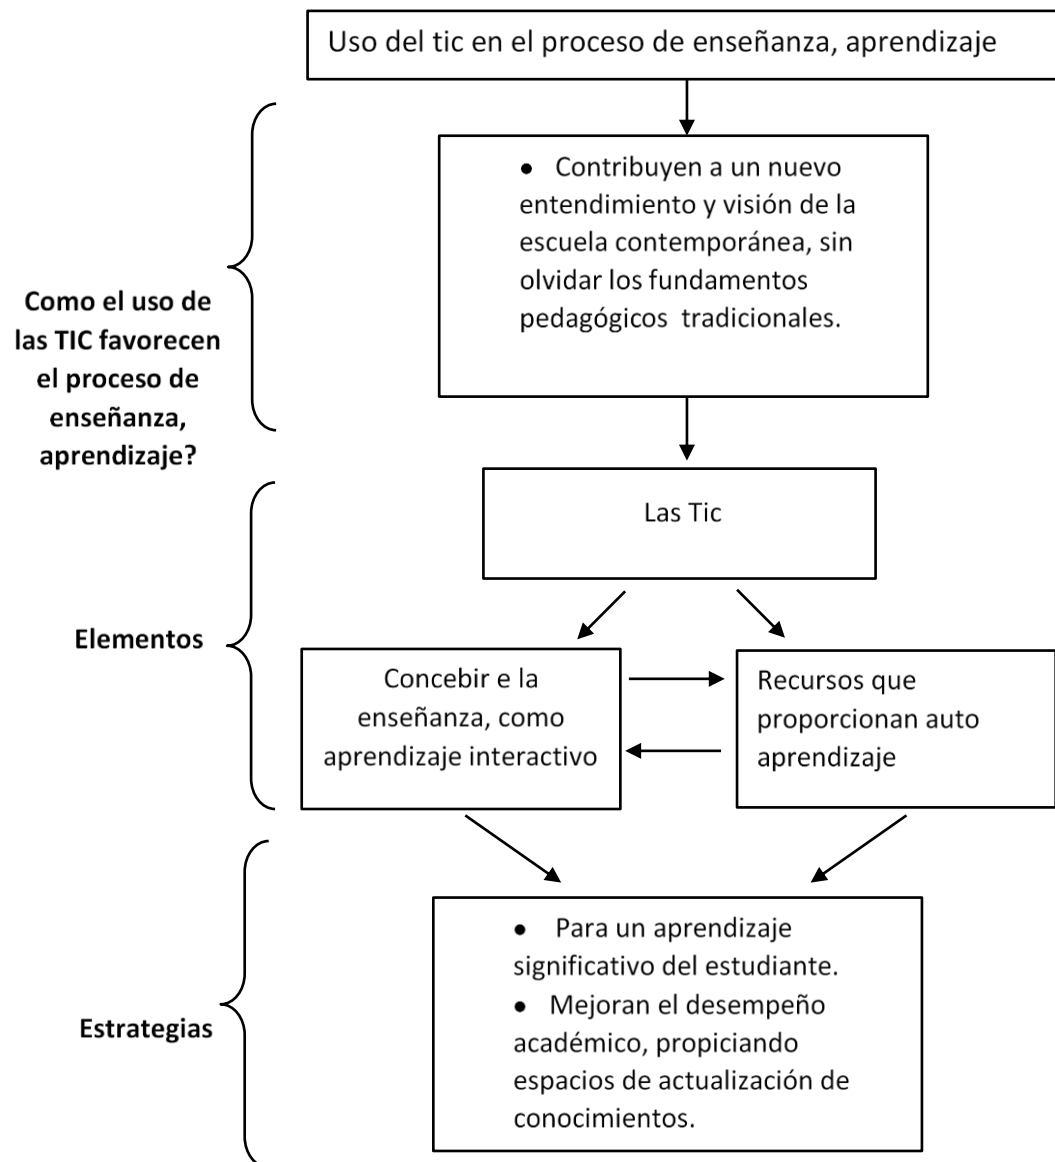 Uso del tic en el proceso de enseñanza, aprendizaje
• Contribuyen a un nuevo
entendimiento y visión de la
escuela contemporánea, sin
olvidar los fundamentos
pedagógicos tradicionales.
Como el uso de
las TIC favorecen
el proceso de
enseñanza,
aprendizaje?
Las Tic
Elementos
Concebir e la
enseñanza, como
aprendizaje interactivo
Recursos que
proporcionan auto
aprendizaje
Estrategias
• Para un aprendizaje
significativo del estudiante.
• Mejoran el desempeño
académico, propiciando
espacios de actualización de
conocimientos.